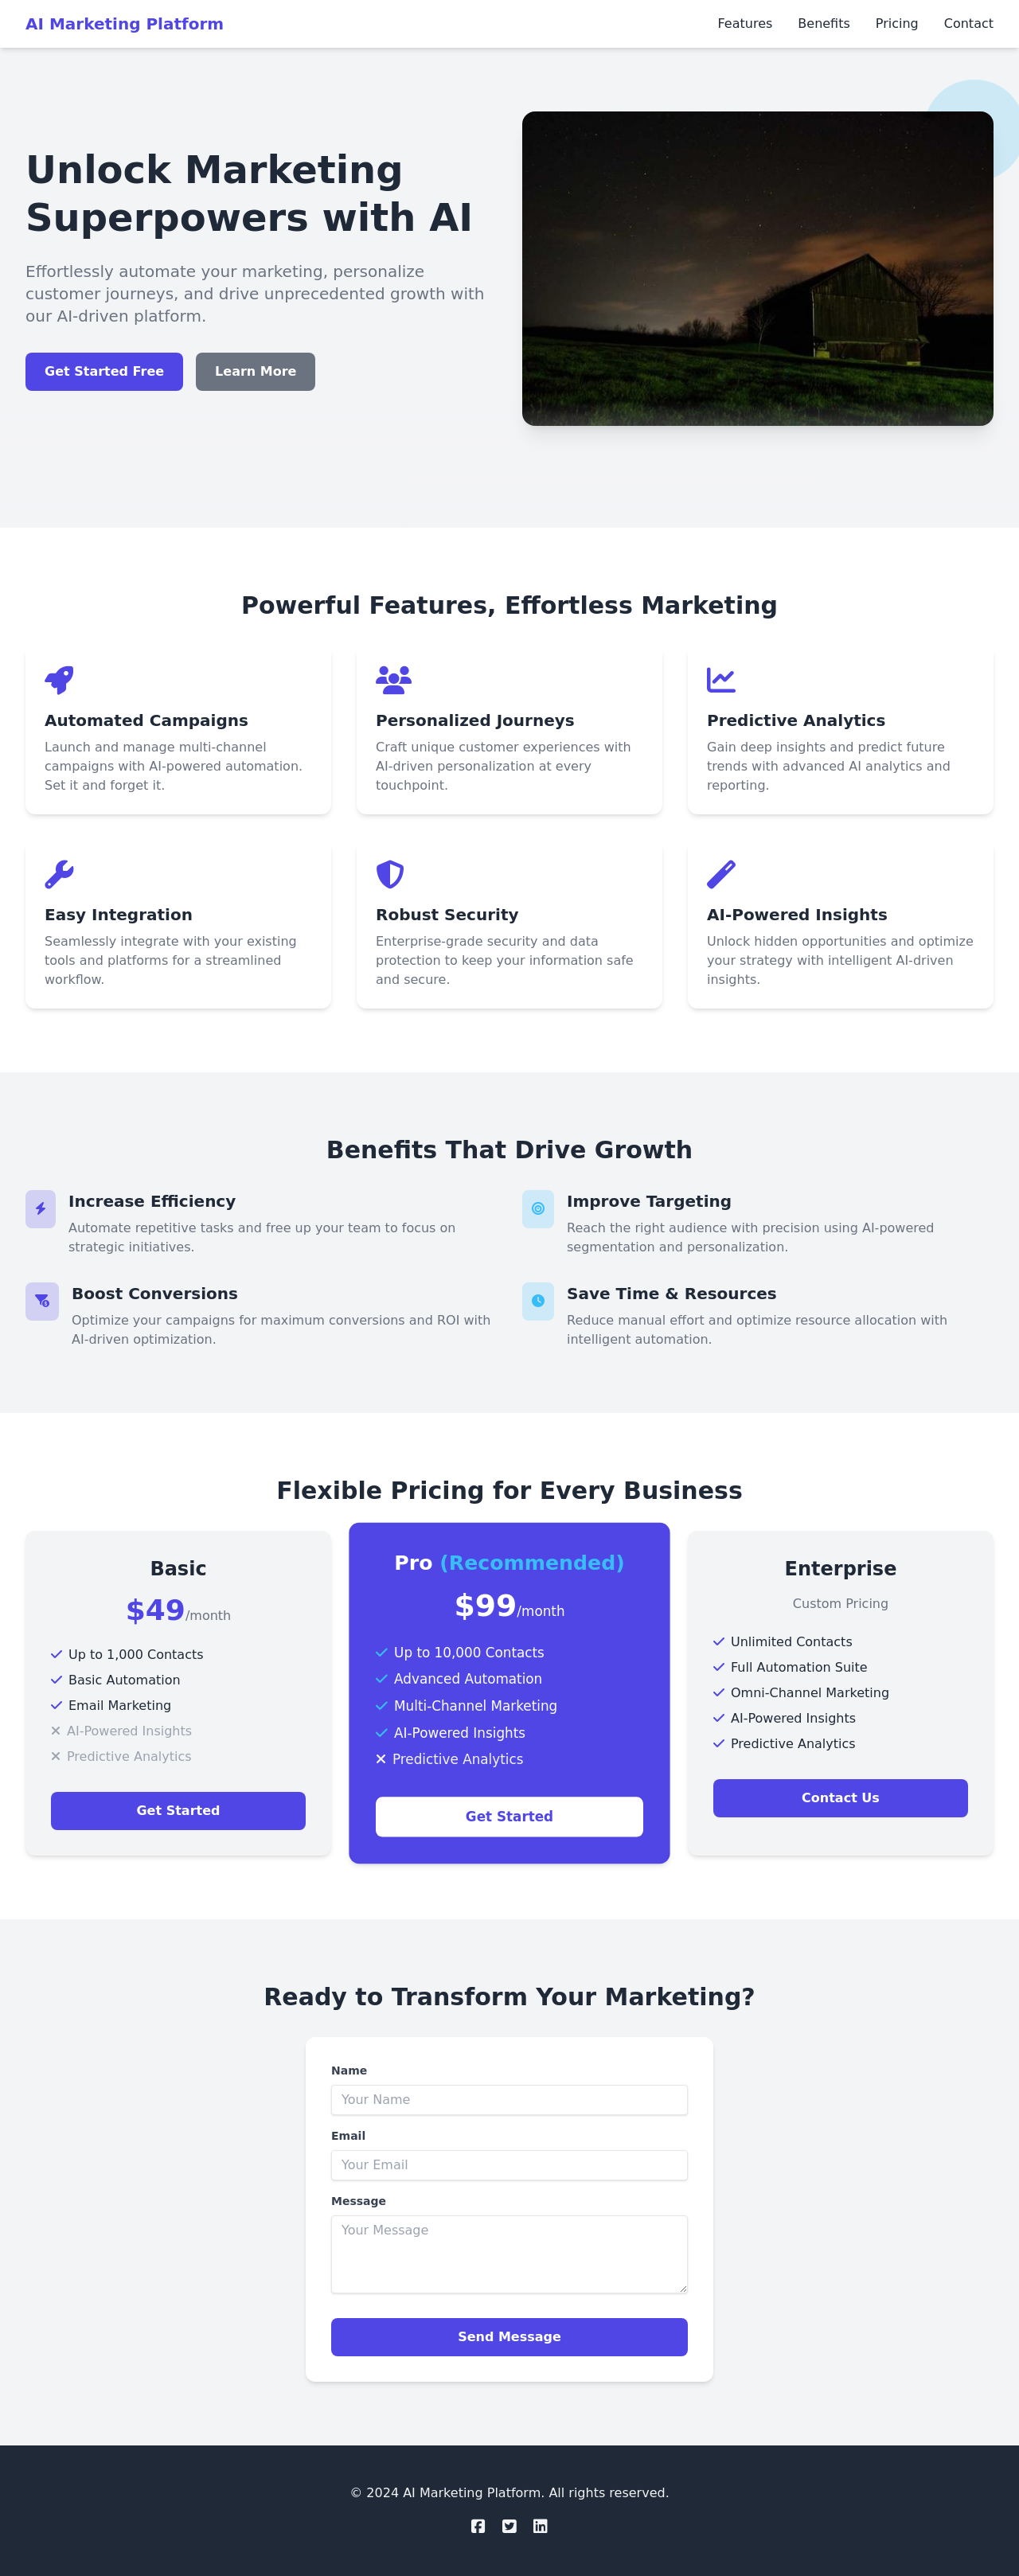 AI Marketing Platform
Features
Benefits
Pricing
Contact
Unlock Marketing
Superpowers with AI
Effortlessly automate your marketing, personalize
customer journeys, and drive unprecedented growth with
our AI-driven platform.
Get Started Free
Learn More
Powerful Features, Effortless Marketing
Automated Campaigns
Launch and manage multi-channel
campaigns with AI-powered automation.
Set it and forget it.
Personalized Journeys
Craft unique customer experiences with
AI-driven personalization at every
touchpoint.
Predictive Analytics
Gain deep insights and predict future
trends with advanced AI analytics and
reporting.
Easy Integration
Seamlessly integrate with your existing
tools and platforms for a streamlined
workflow.
Robust Security
Enterprise-grade security and data
protection to keep your information safe
and secure.
AI-Powered Insights
Unlock hidden opportunities and optimize
your strategy with intelligent AI-driven
insights.
Benefits That Drive Growth
Increase Efficiency
Automate repetitive tasks and free up your team to focus on
strategic initiatives.
Improve Targeting
Reach the right audience with precision using AI-powered
segmentation and personalization.
Boost Conversions
Optimize your campaigns for maximum conversions and ROI with
AI-driven optimization.
Save Time & Resources
Reduce manual effort and optimize resource allocation with
intelligent automation.
Flexible Pricing for Every Business
Basic
$49/month
Up to 1,000 Contacts
Basic Automation
Email Marketing
AI-Powered Insights
Predictive Analytics
Get Started
Pro (Recommended)
$99/month
Up to 10,000 Contacts
Advanced Automation
Multi-Channel Marketing
AI-Powered Insights
Predictive Analytics
Get Started
Enterprise
Custom Pricing
Unlimited Contacts
Full Automation Suite
Omni-Channel Marketing
AI-Powered Insights
Predictive Analytics
Contact Us
Ready to Transform Your Marketing?
Name
Your Name
Email
Your Email
Message
Your Message
Send Message
© 2024 AI Marketing Platform. All rights reserved.